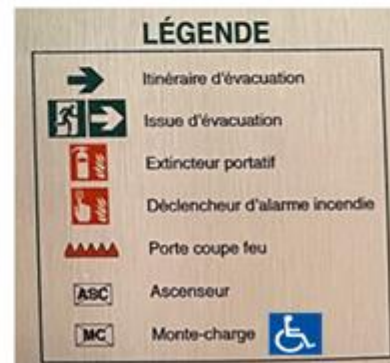 LÉGENDE
Itinéraire d'évacuation
Issue d'évacuation
Extincteur portatif
Déclencheur d'alarme incendie
Porte coupe feu
ASC Ascenseur
MC Monte-charge